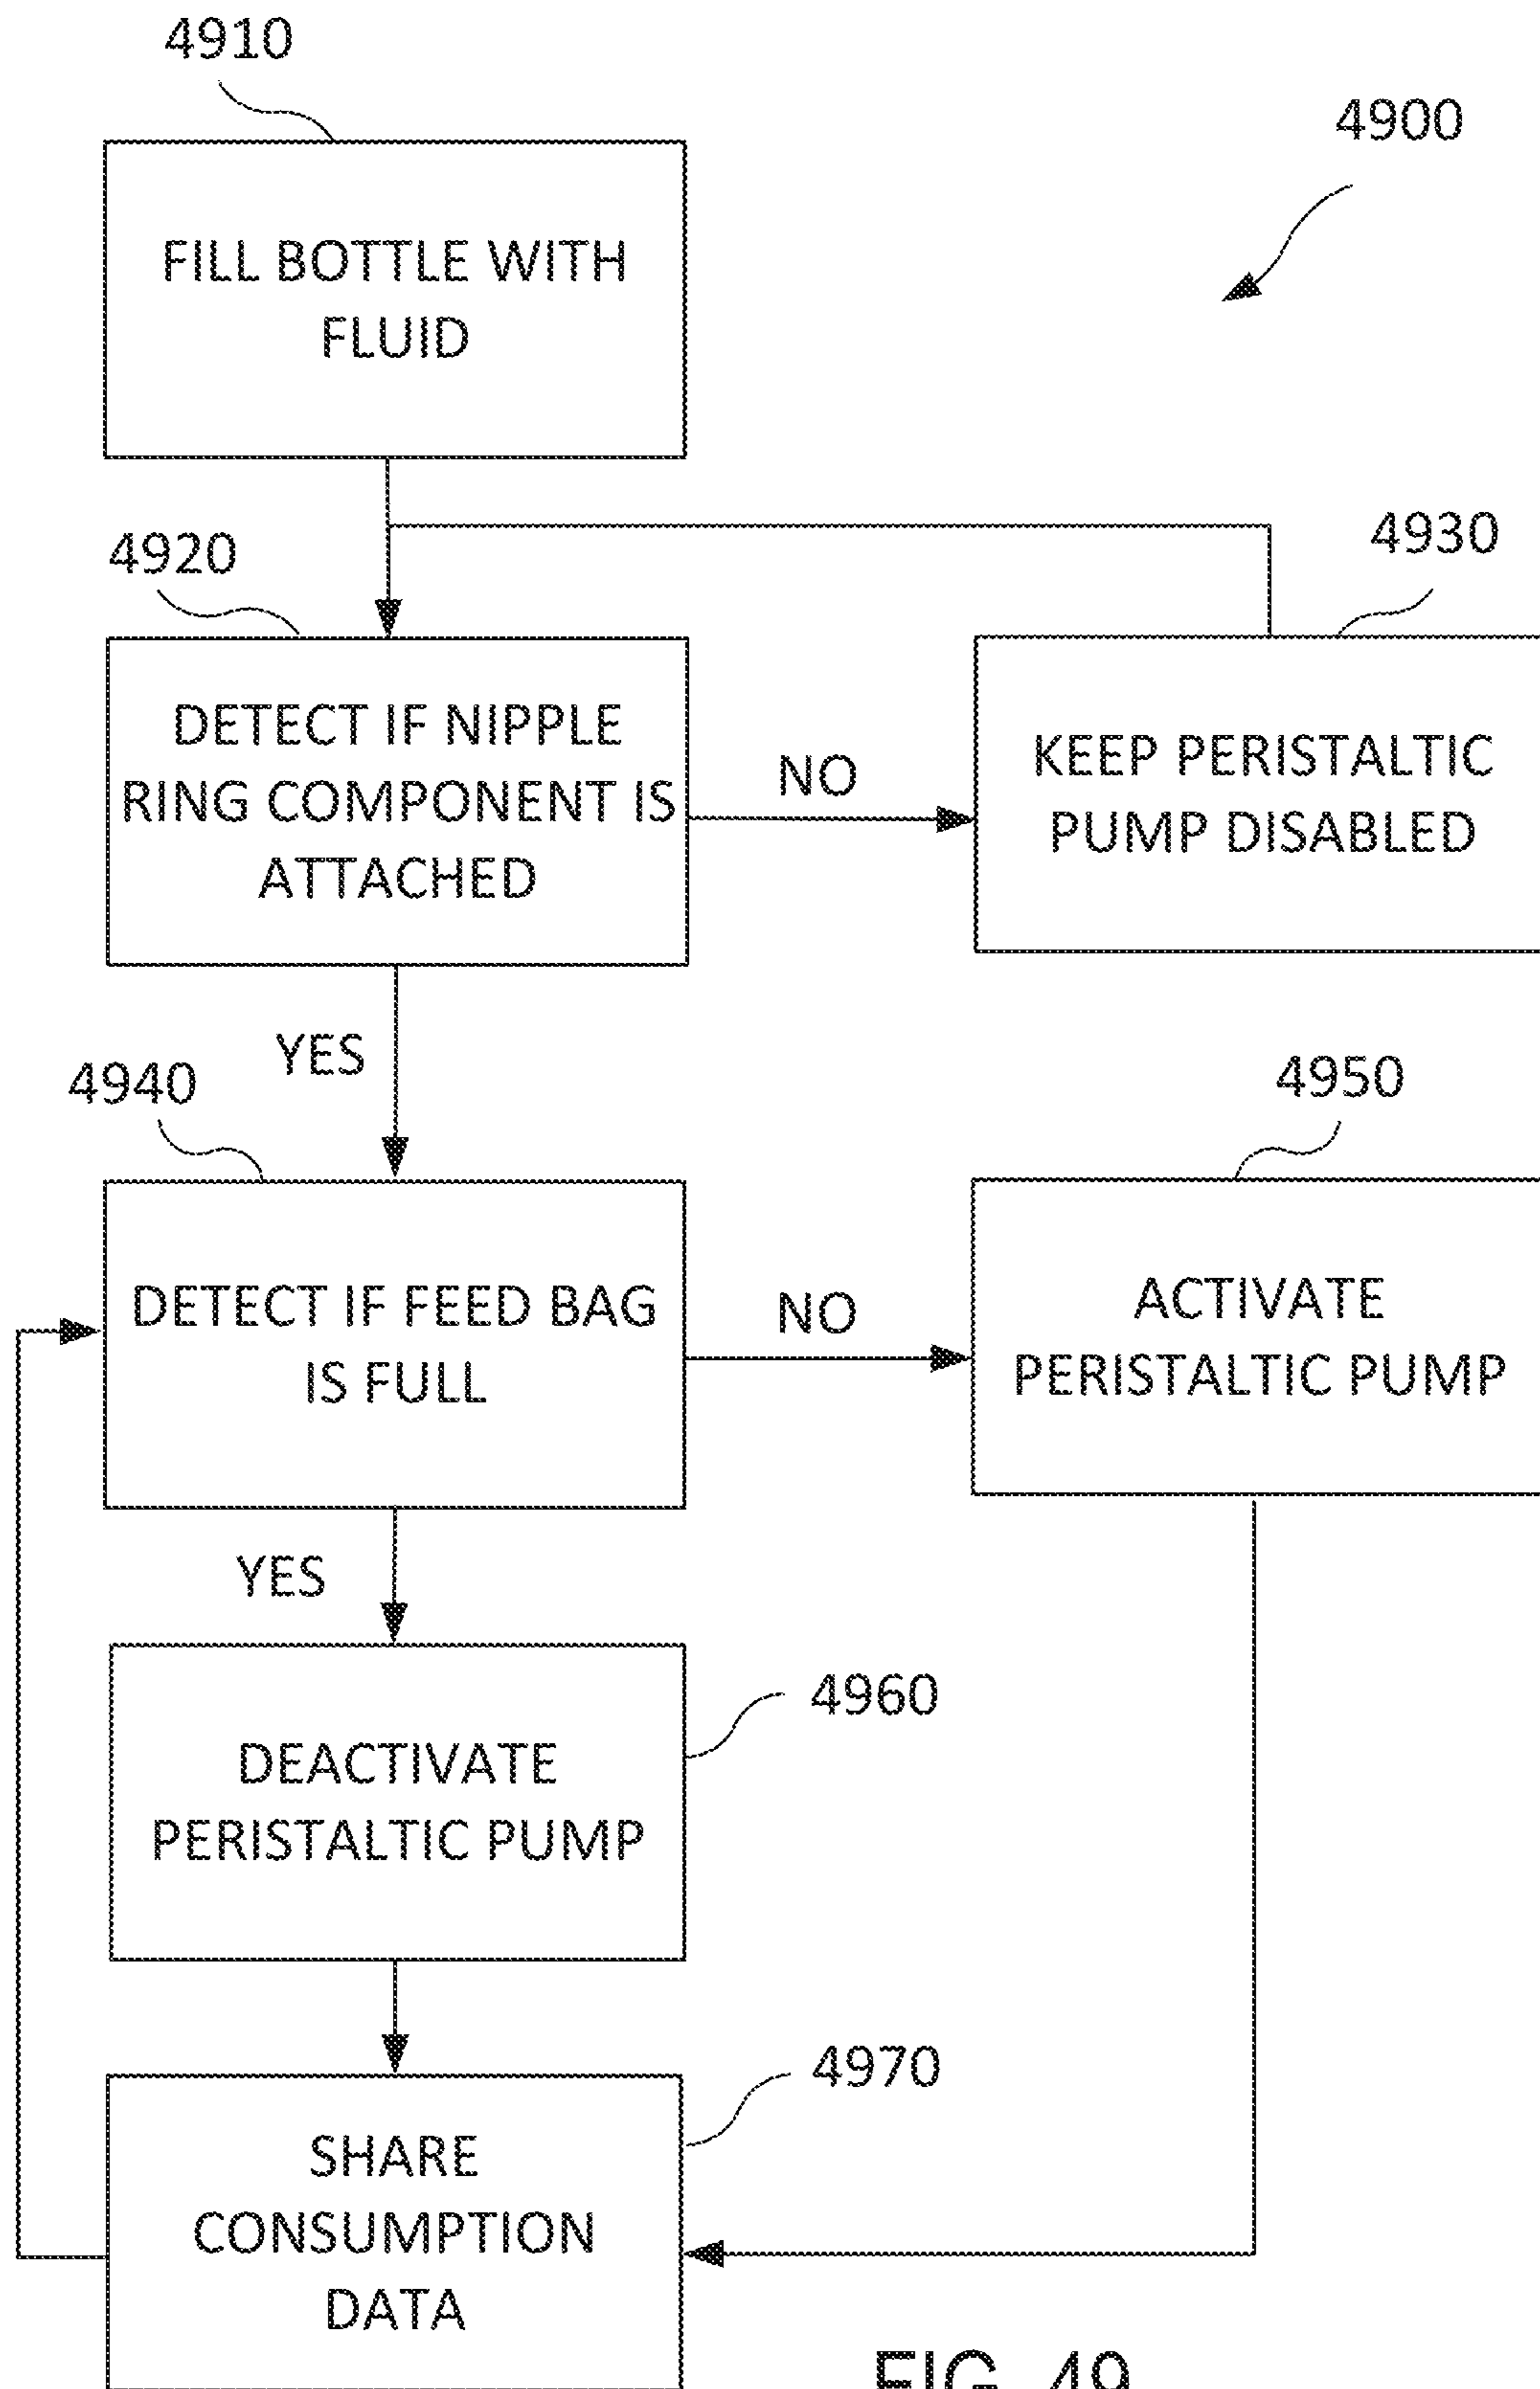 4910
4900
FILL BOTTLE WITH
FLUID
4920
4930
DETECT IF NIPPLE
RING COMPONENT IS
ATTACHED
NO
KEEP PERISTALTIC
PUMP DISABLED
YES
4940
4950
DETECT IF FEED BAG
IS FULL
NO
ACTIVATE
PERISTALTIC PUMP
YES
4960
DEACTIVATE
PERISTALTIC PUMP
4970
SHARE
CONSUMPTION
DATA
FIG. 49